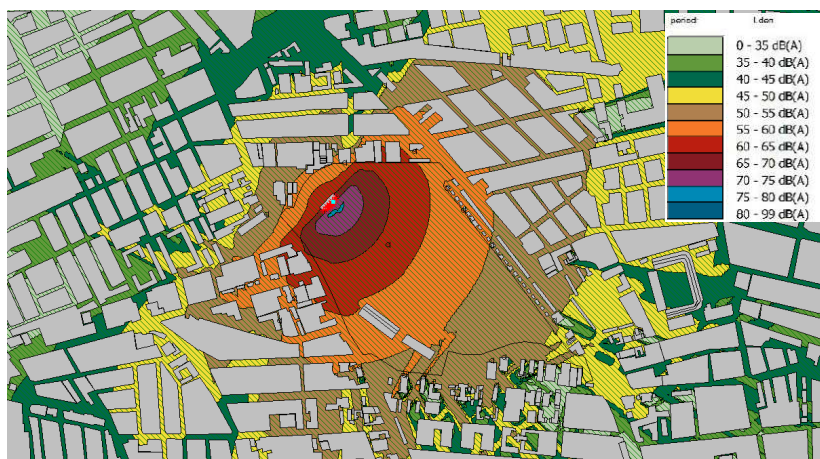 period: Lden
0 - 35 dB(A)
35 - 40 dB(A)
40 - 45 dB(A)
45 - 50 dB(A)
50 - 55 dB(A)
55 - 60 dB(A)
60 - 65 dB(A)
65 - 70 dB(A)
70 - 75 dB(A)
75 - 80 dB(A)
80 - 99 dB(A)